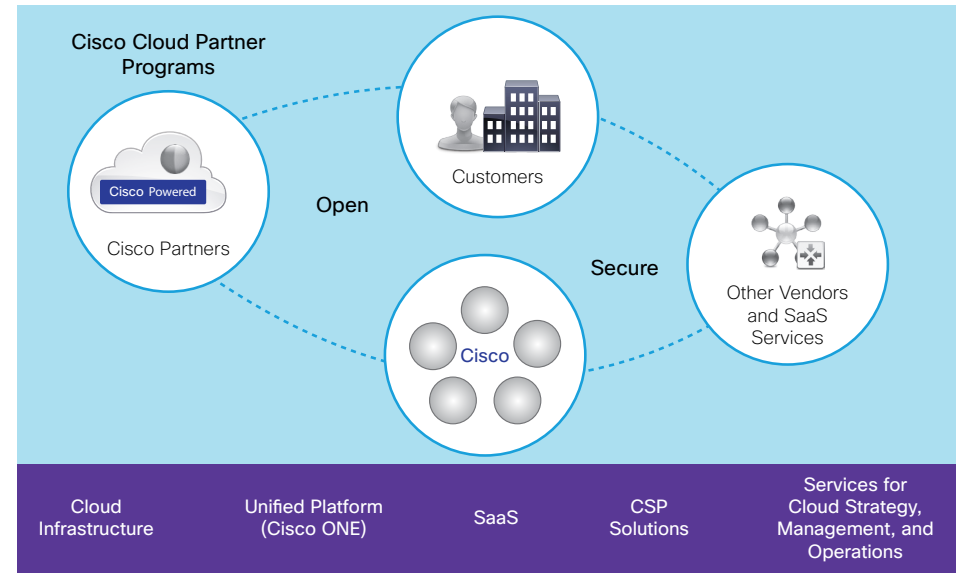 Cisco Cloud Partner
Programs
Cisco Powered
Cisco Partners
Customers
Open
Secure
Other Vendors
and SaaS
Services
Cisco
Cloud
Infrastructure
Unified Platform
(Cisco ONE)
SaaS
CSP
Solutions
Services for
Cloud Strategy,
Management, and
Operations